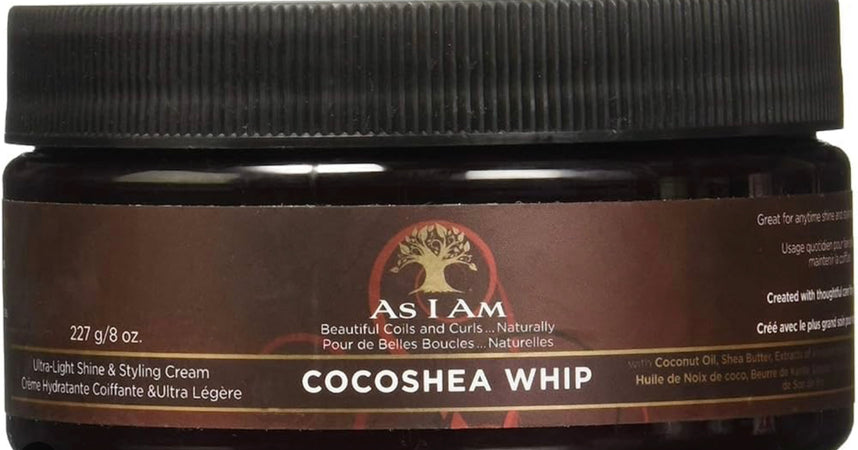 AS I AM
Beautiful Coils and Curls...Naturally
Pour de Belles Boucles...Naturelles
COCOSHEA WHIP
227 g/8 oz.
Ultra-Light Shine & Styling Cream
Crème Hydratante Coiffante &Ultra Légère
Great for anytime shine and
Usage quotidien pour
maintenir la
Created with thoughtful
Créé avec le plus grand soin
with Coconut Oil, Shea Butter, Extracts of
Huile de Noix de coco, Beurre de
de